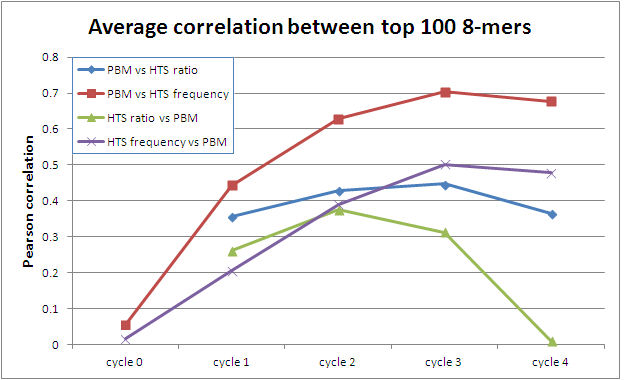 Average correlation between top 100 8-mers
0.8
0.7
0.6
0.5
0.4
0.3
0.2
0.1
0
Pearson correlation
PBM vs HTS ratio
PBM vs HTS frequency
HTS ratio vs PBM
HTS frequency vs PBM
cycle 0 cycle 1 cycle 2 cycle 3 cycle 4